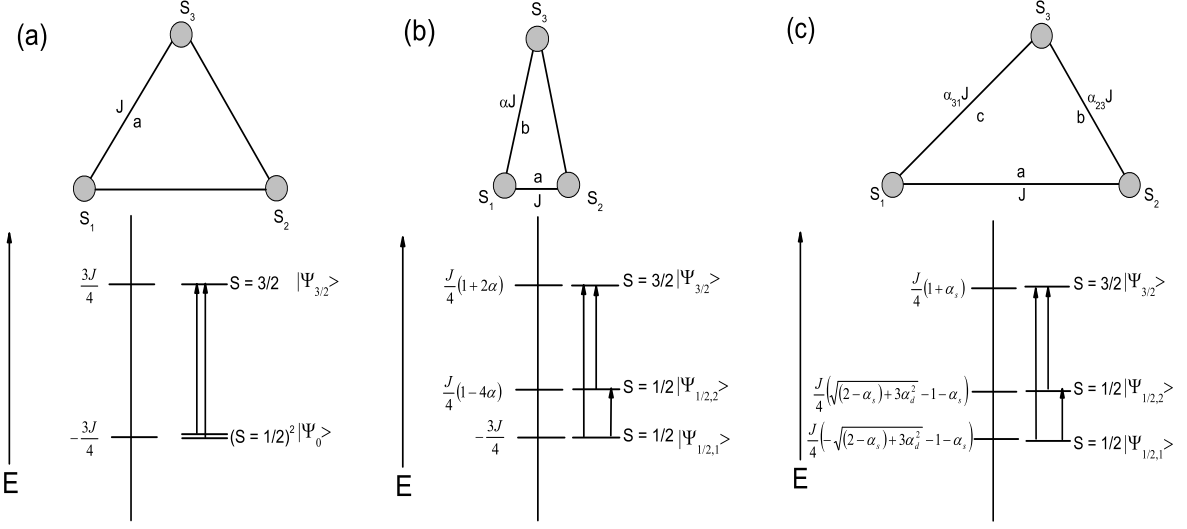 (a)
S₃
J
a
S₁
S₂
E
3J/4
S = 3/2 |Ψ₃/₂>
−3J/4
(S = 1/2)² |Ψ₀>
(b)
S₃
αJ
b
a
S₁
J
S₂
E
J/4(1+2α)
S = 3/2 |Ψ₃/₂>
J/4(1−4α)
S = 1/2 |Ψ₁/₂,₂>
−3J/4
S = 1/2 |Ψ₁/₂,₁>
(c)
S₃
α₃₁J
c
α₂₃J
b
a
S₁
J
S₂
E
J/4(1+αₛ)
S = 3/2 |Ψ₃/₂>
J/4(√((2−αₛ)+3α_d²) −1−αₛ)
S = 1/2 |Ψ₁/₂,₂>
J/4(−√((2−αₛ)+3α_d²) −1−αₛ)
S = 1/2 |Ψ₁/₂,₁>